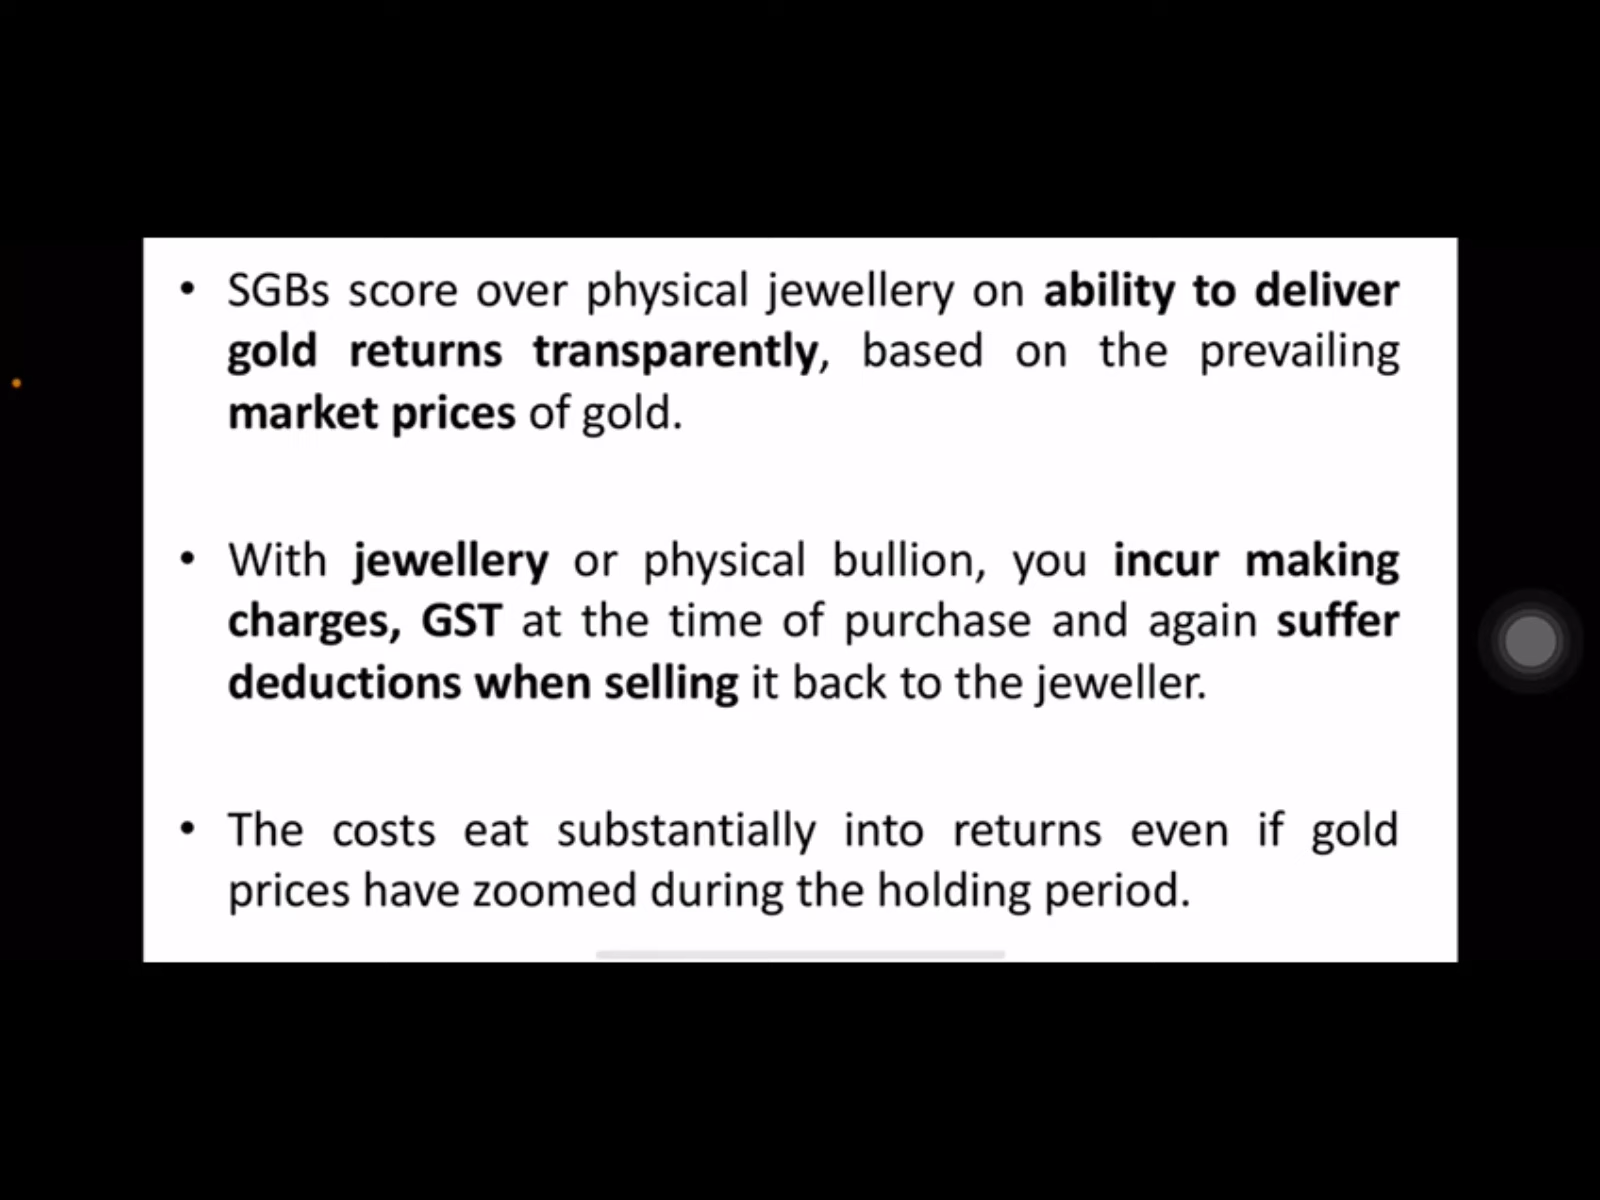 • SGBs score over physical jewellery on ability to deliver
gold returns transparently, based on the prevailing
market prices of gold.
• With jewellery or physical bullion, you incur making
charges, GST at the time of purchase and again suffer
deductions when selling it back to the jeweller.
• The costs eat substantially into returns even if gold
prices have zoomed during the holding period.